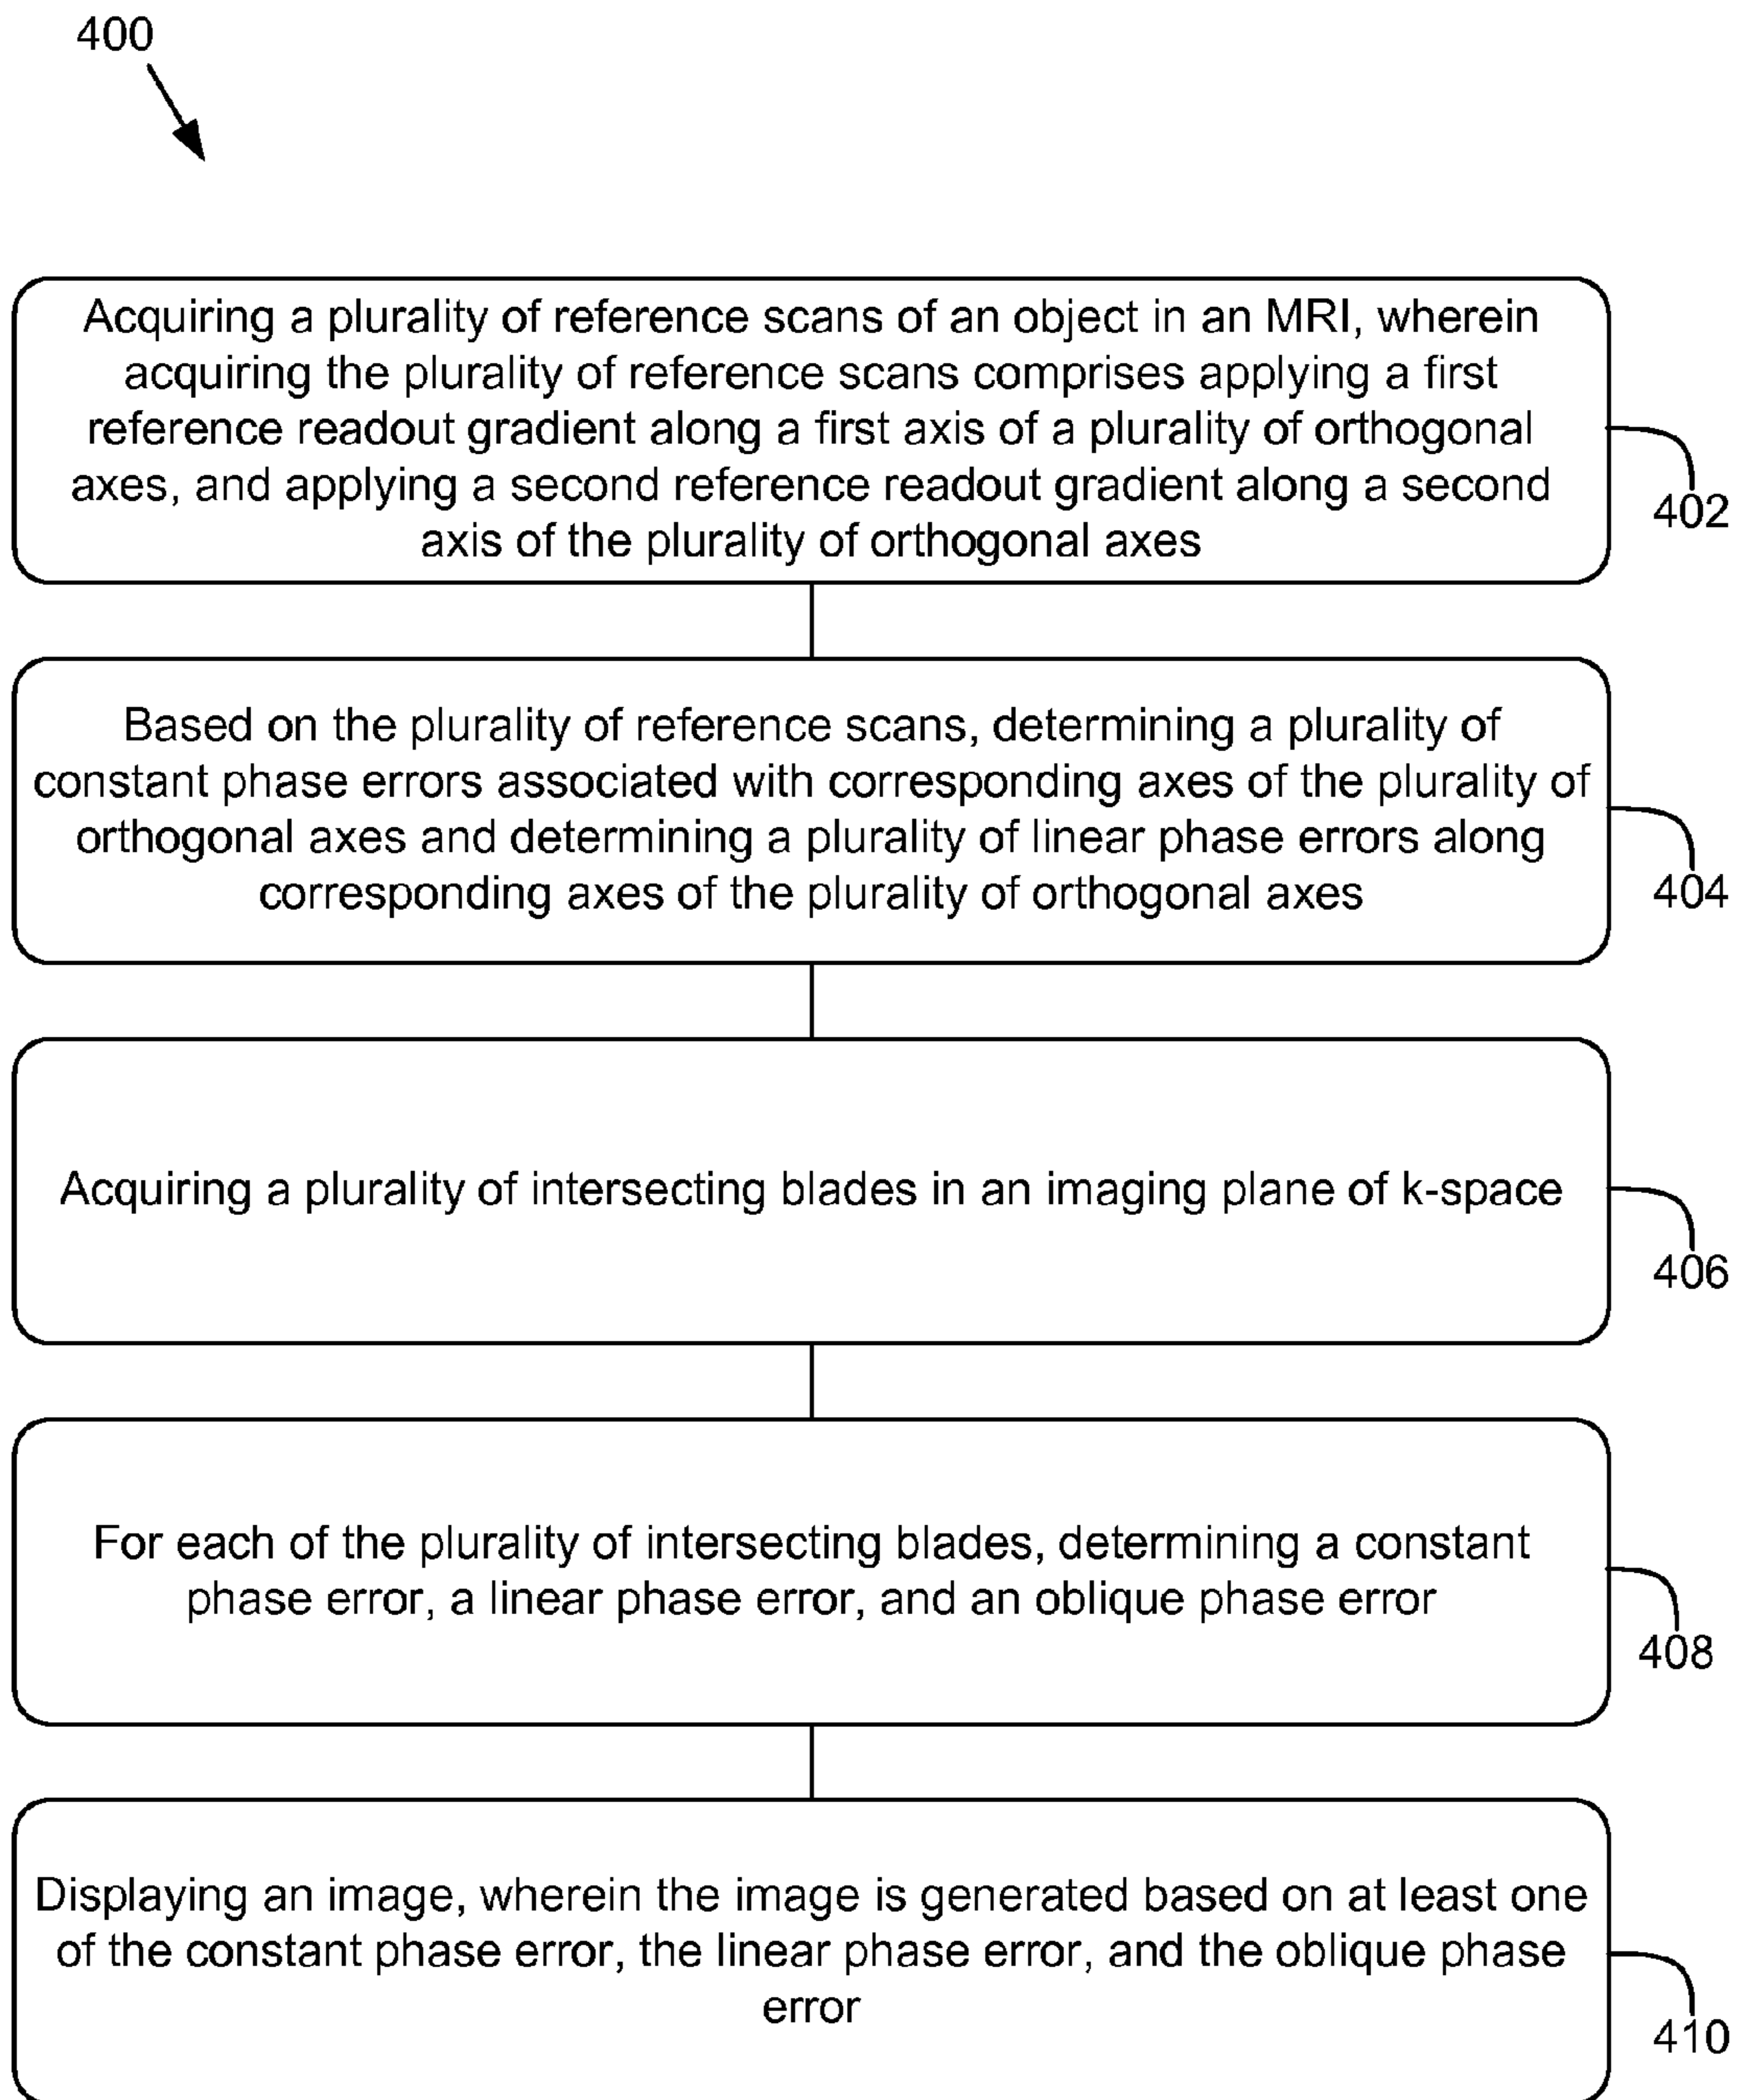 400
Acquiring a plurality of reference scans of an object in an MRI, wherein
acquiring the plurality of reference scans comprises applying a first
reference readout gradient along a first axis of a plurality of orthogonal
axes, and applying a second reference readout gradient along a second
axis of the plurality of orthogonal axes
402
Based on the plurality of reference scans, determining a plurality of
constant phase errors associated with corresponding axes of the plurality of
orthogonal axes and determining a plurality of linear phase errors along
corresponding axes of the plurality of orthogonal axes
404
Acquiring a plurality of intersecting blades in an imaging plane of k-space
406
For each of the plurality of intersecting blades, determining a constant
phase error, a linear phase error, and an oblique phase error
408
Displaying an image, wherein the image is generated based on at least one
of the constant phase error, the linear phase error, and the oblique phase
error
410